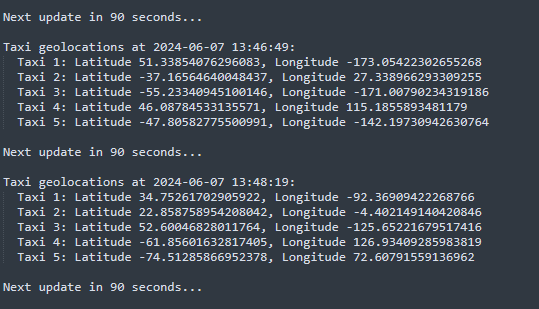 Next update in 90 seconds...
Taxi geolocations at 2024-06-07 13:46:49:
Taxi 1: Latitude 51.33854076296083, Longitude -173.05422302655268
Taxi 2: Latitude -37.16564640048437, Longitude 27.338966293309255
Taxi 3: Latitude -55.23340945100146, Longitude -171.00790234319186
Taxi 4: Latitude 46.08784533135571, Longitude 115.1855893481179
Taxi 5: Latitude -47.80582775500991, Longitude -142.19730942630764
Next update in 90 seconds...
Taxi geolocations at 2024-06-07 13:48:19:
Taxi 1: Latitude 34.75261702905922, Longitude -92.36909422268766
Taxi 2: Latitude 22.858758954208042, Longitude -4.402149140420846
Taxi 3: Latitude 52.60046828011764, Longitude -125.65221679517416
Taxi 4: Latitude -61.85601632817405, Longitude 126.93409285983819
Taxi 5: Latitude -74.51285866952378, Longitude 72.60791559136962
Next update in 90 seconds...